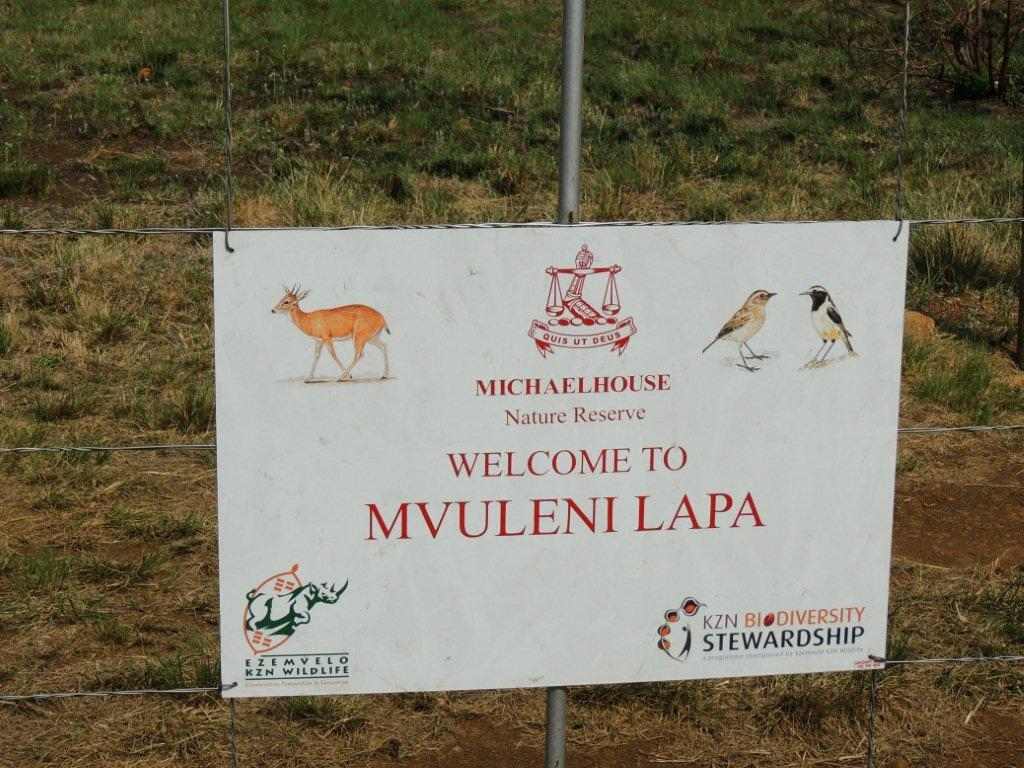 QUIS UT DEUS
MICHAELHOUSE
Nature Reserve
WELCOME TO
MVULENI LAPA
EZEMVELO
KZN WILDLIFE
KZN BIODIVERSITY
STEWARDSHIP